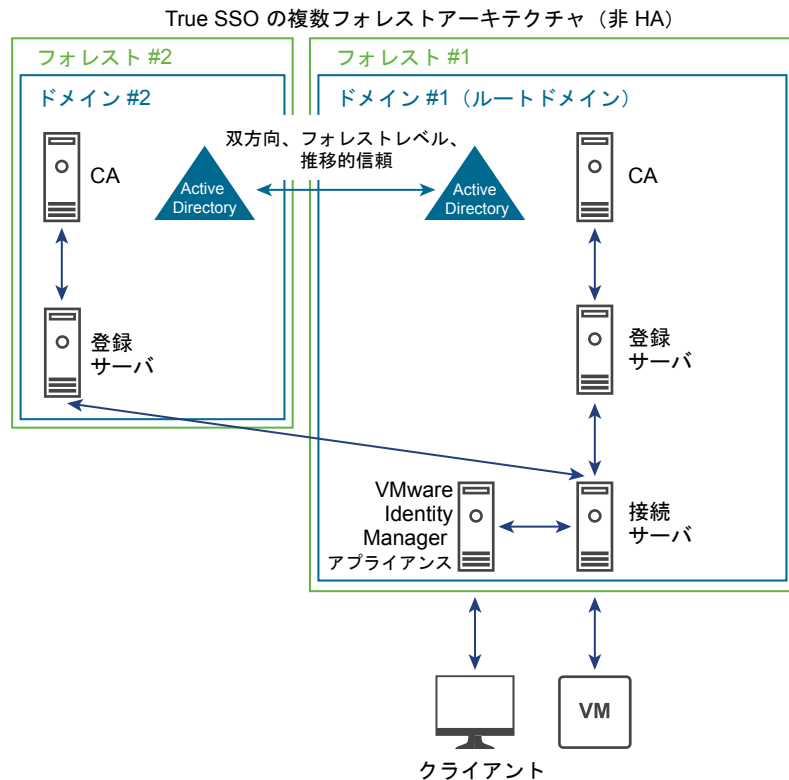 True SSO の複数フォレストアーキテクチャ（非 HA）
フォレスト #2
フォレスト #1
ドメイン #2
ドメイン #1（ルートドメイン）
双方向、フォレストレベル、
推移的信頼
CA
Active
Directory
Active
Directory
CA
登録
サーバ
登録
サーバ
VMware
Identity
Manager
アプライアンス
接続
サーバ
VM
クライアント